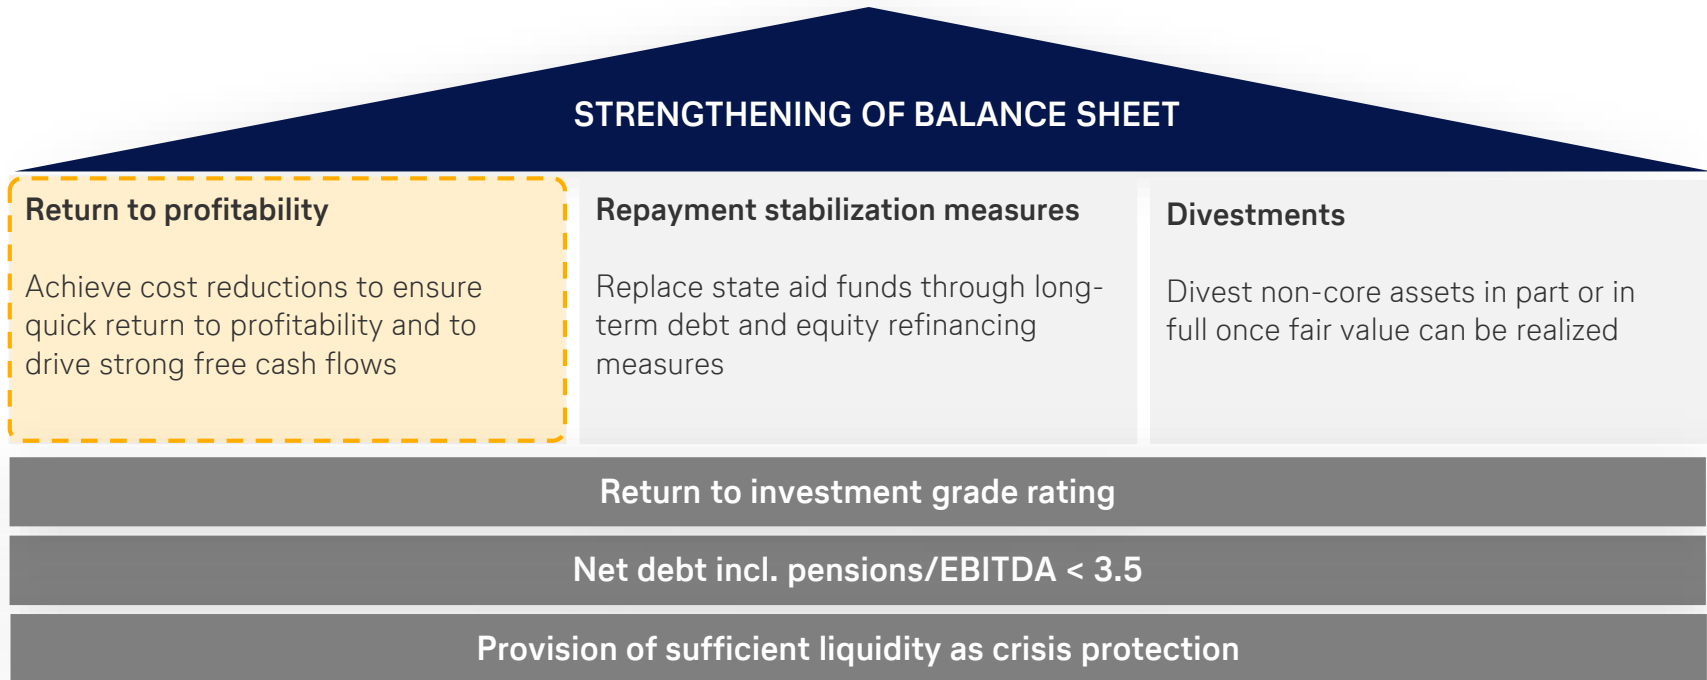 STRENGTHENING OF BALANCE SHEET
Return to profitability
Achieve cost reductions to ensure
quick return to profitability and to
drive strong free cash flows
Repayment stabilization measures
Replace state aid funds through long-
term debt and equity refinancing
measures
Divestments
Divest non-core assets in part or in
full once fair value can be realized
Return to investment grade rating
Net debt incl. pensions/EBITDA < 3.5
Provision of sufficient liquidity as crisis protection